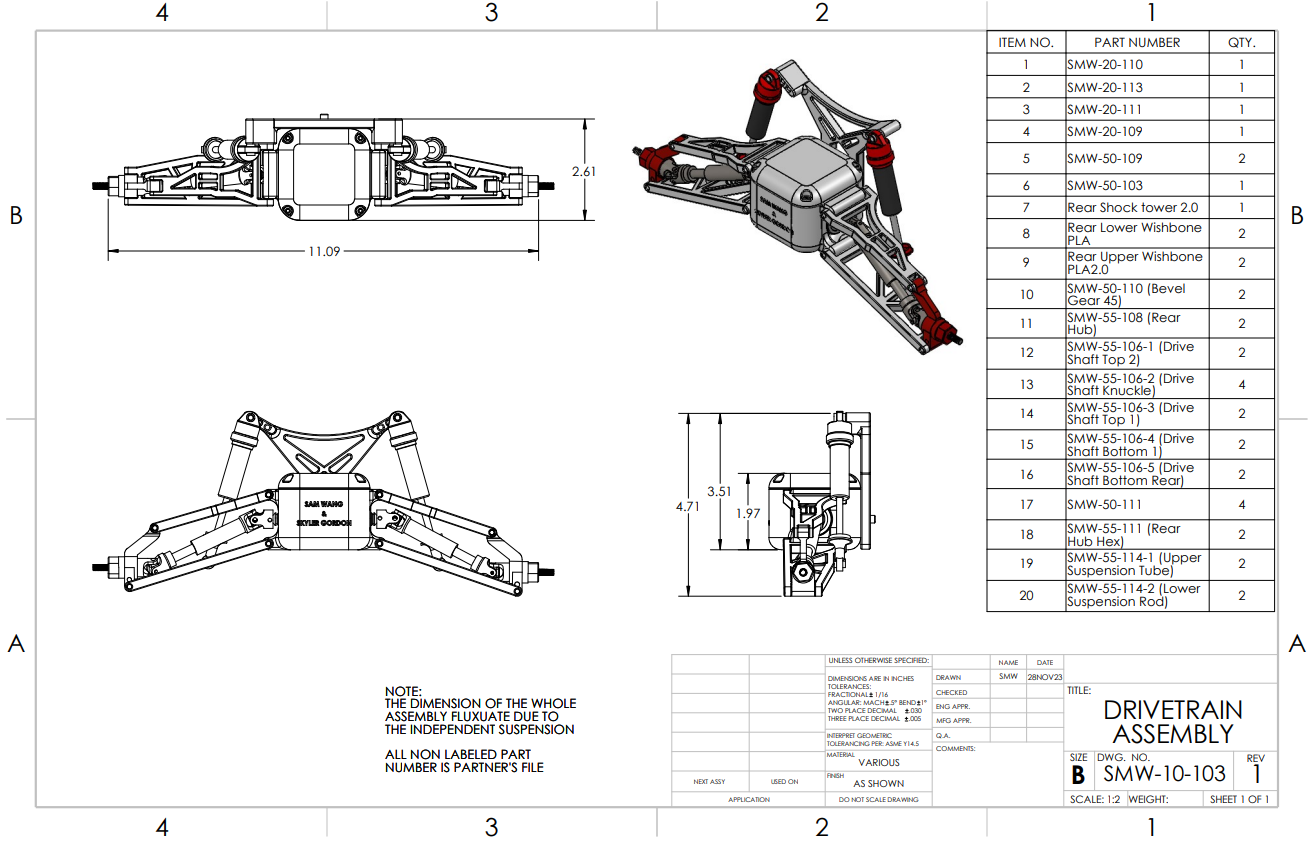 4 3 2 1
B B
A A
ITEM NO. PART NUMBER QTY.
1 SMW-20-110 1
2 SMW-20-113 1
3 SMW-20-111 1
4 SMW-20-109 1
5 SMW-50-109 2
6 SMW-50-103 1
7 Rear Shock tower 2.0 1
8 Rear Lower Wishbone PLA 2
9 Rear Upper Wishbone PLA2.0 2
10 SMW-50-110 (Bevel Gear 45) 2
11 SMW-55-108 (Rear Hub) 2
12 SMW-55-106-1 (Drive Shaft Top 2) 2
13 SMW-55-106-2 (Drive Shaft Knuckle) 4
14 SMW-55-106-3 (Drive Shaft Top 1) 2
15 SMW-55-106-4 (Drive Shaft Bottom 1) 2
16 SMW-55-106-5 (Drive Shaft Bottom Rear) 2
17 SMW-50-111 4
18 SMW-55-111 (Rear Hub Hex) 2
19 SMW-55-114-1 (Upper Suspension Tube) 2
20 SMW-55-114-2 (Lower Suspension Rod) 2
2.61
11.09
SAM WANG
&
SKYLER GORDON
SAM WANG
&
SKYLER GORDON
4.71
3.51
1.97
NOTE:
THE DIMENSION OF THE WHOLE
ASSEMBLY FLUXUATE DUE TO
THE INDEPENDENT SUSPENSION
ALL NON LABELED PART
NUMBER IS PARTNER'S FILE
NEXT ASSY USED ON
APPLICATION
UNLESS OTHERWISE SPECIFIED:
DIMENSIONS ARE IN INCHES
TOLERANCES:
FRACTIONAL± 1/16
ANGULAR: MACH±.5° BEND±1°
TWO PLACE DECIMAL ±.030
THREE PLACE DECIMAL ±.005
INTERPRET GEOMETRIC
TOLERANCING PER: ASME Y14.5
MATERIAL
VARIOUS
FINISH
AS SHOWN
DO NOT SCALE DRAWING
NAME DATE
DRAWN SMW 28NOV23
CHECKED
ENG APPR.
MFG APPR.
Q.A.
COMMENTS:
TITLE:
DRIVETRAIN
ASSEMBLY
SIZE DWG. NO. REV
B SMW-10-103 1
SCALE: 1:2 WEIGHT: SHEET 1 OF 1
4 3 2 1